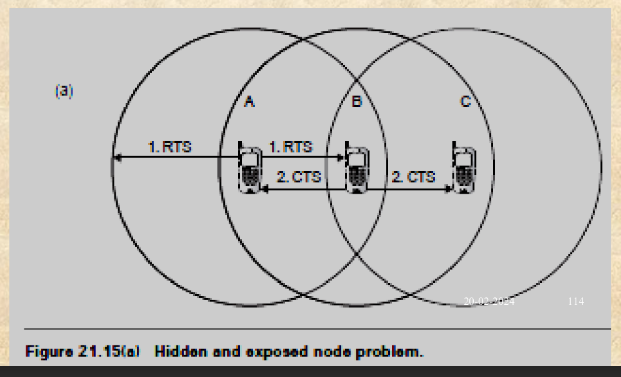 (a)
A B C
1. RTS 1. RTS
2. CTS 2. CTS
20-02-2024 114
Figure 21.15(a) Hidden and exposed node problem.